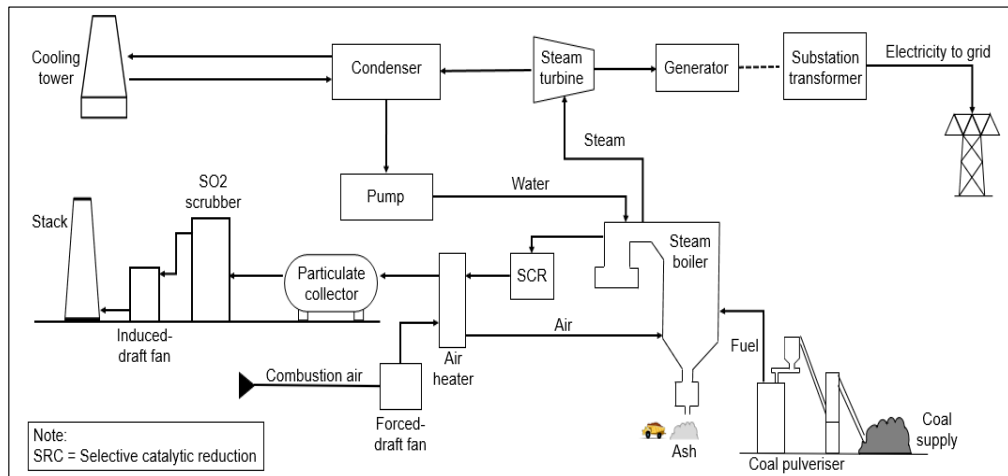 Cooling
tower
Condenser
Steam
turbine
Generator
Substation
transformer
Electricity to grid
Steam
Pump
Water
SO2
scrubber
Stack
Particulate
collector
SCR
Steam
boiler
Induced-
draft fan
Air
Air
heater
Fuel
Combustion air
Forced-
draft fan
Ash
Coal pulveriser
Coal
supply
Note:
SRC = Selective catalytic reduction